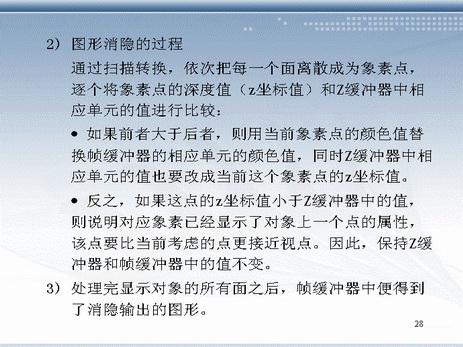 2) 图形消隐的过程
通过扫描转换，依次把每一个面离散成为象素点，
逐个将象素点的深度值（z坐标值）和Z缓冲器中相
应单元的值进行比较：
• 如果前者大于后者，则用当前象素点的颜色值替
换帧缓冲器的相应单元的颜色值，同时Z缓冲器中相
应单元的值也要改成当前这个象素点的z坐标值。
• 反之，如果这点的z坐标值小于Z缓冲器中的值，
则说明对应象素已经显示了对象上一个点的属性，
该点要比当前考虑的点更接近视点。因此，保持Z缓
冲器和帧缓冲器中的值不变。
3) 处理完显示对象的所有面之后，帧缓冲器中便得到
了消隐输出的图形。
28